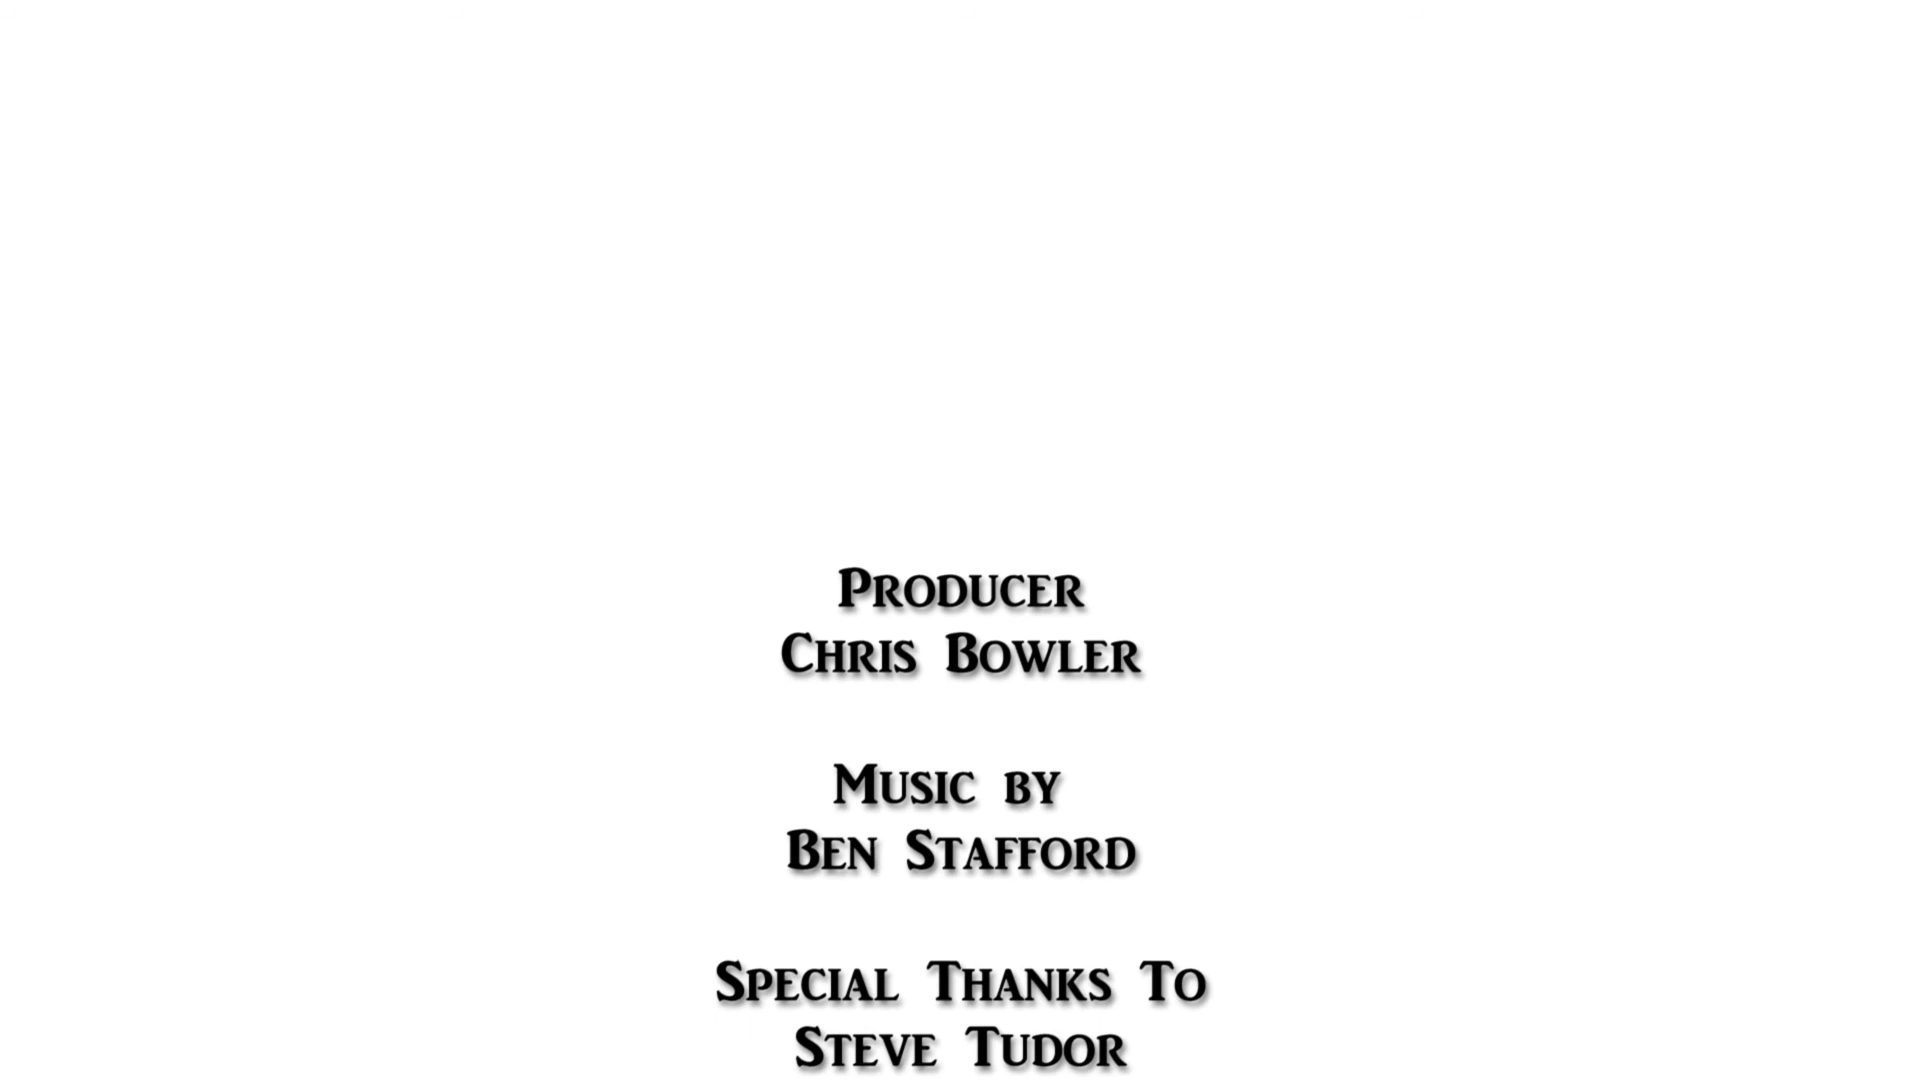 Producer
Chris Bowler
Music by
Ben Stafford
Special Thanks To
Steve Tudor